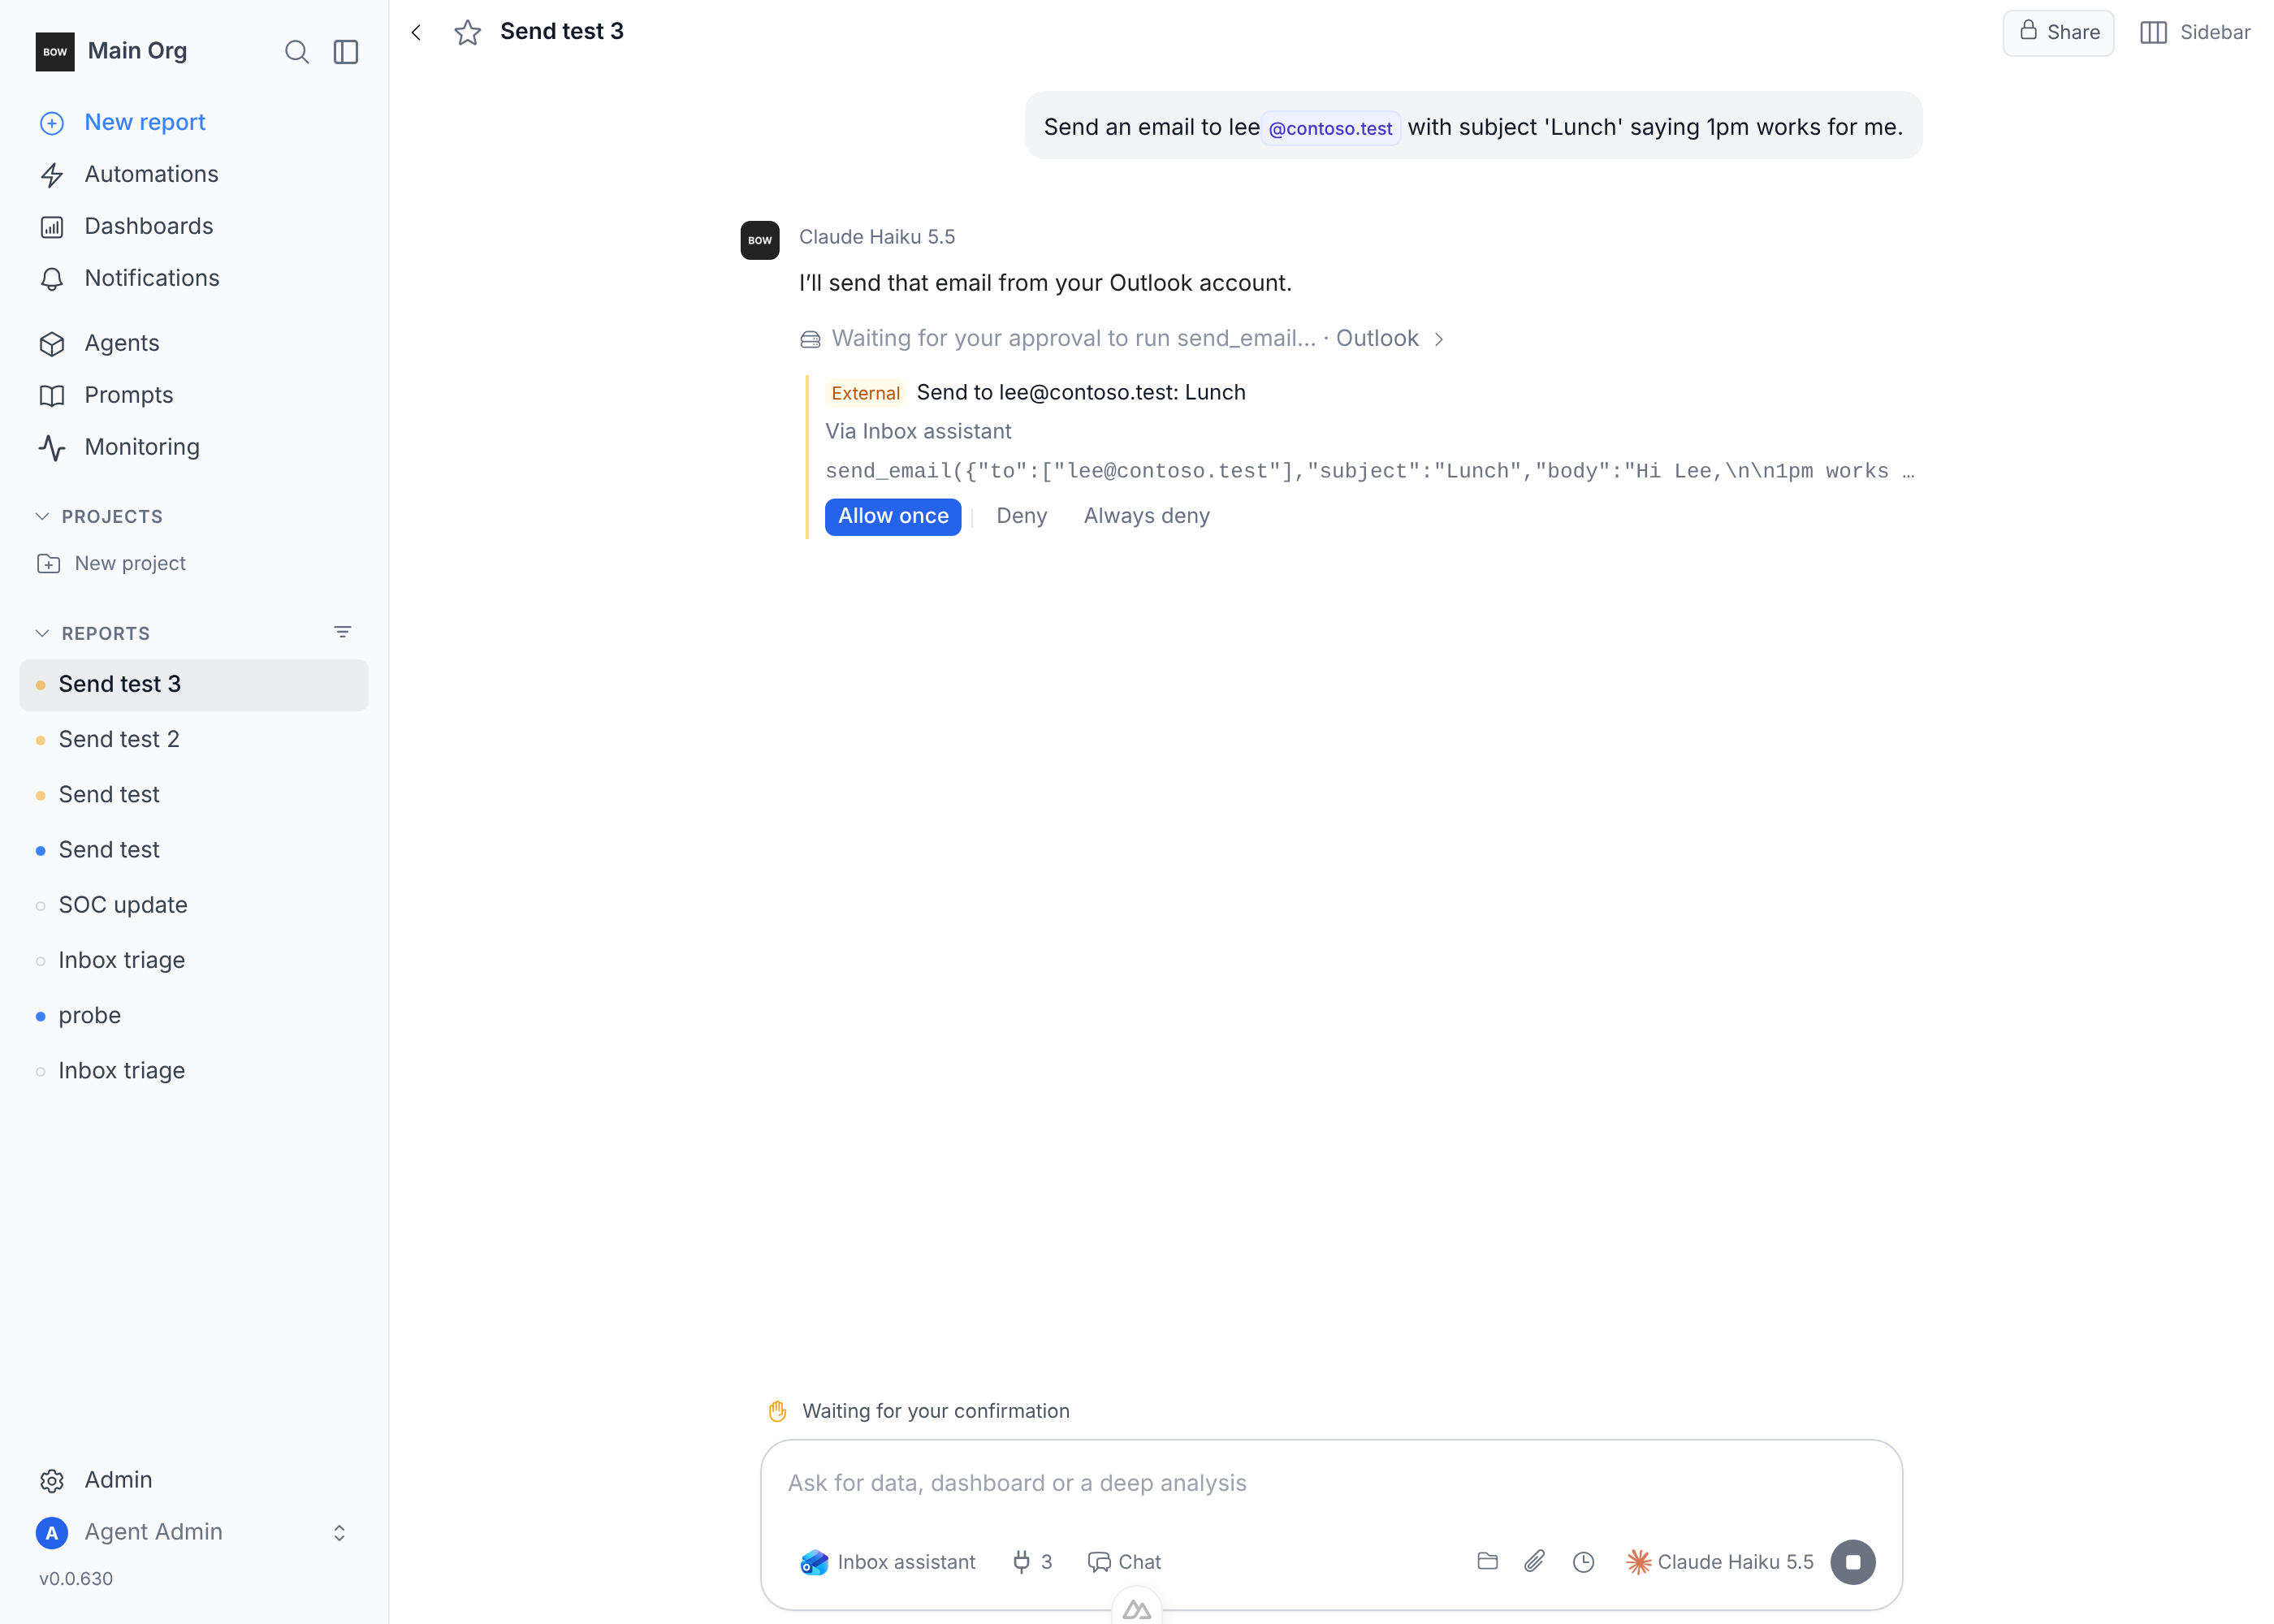 BOW Main Org
New report
Automations
Dashboards
Notifications
Agents
Prompts
Monitoring
PROJECTS
New project
REPORTS
Send test 3
Send test 2
Send test
Send test
SOC update
Inbox triage
probe
Inbox triage
Admin
A Agent Admin
v0.0.630
Send test 3
Share
Sidebar
Send an email to lee @contoso.test with subject 'Lunch' saying 1pm works for me.
BOW Claude Haiku 5.5
I’ll send that email from your Outlook account.
Waiting for your approval to run send_email… · Outlook
External Send to lee@contoso.test: Lunch
Via Inbox assistant
send_email({"to":["lee@contoso.test"],"subject":"Lunch","body":"Hi Lee,\n\n1pm works …
Allow once Deny Always deny
Waiting for your confirmation
Ask for data, dashboard or a deep analysis
Inbox assistant 3 Chat Claude Haiku 5.5